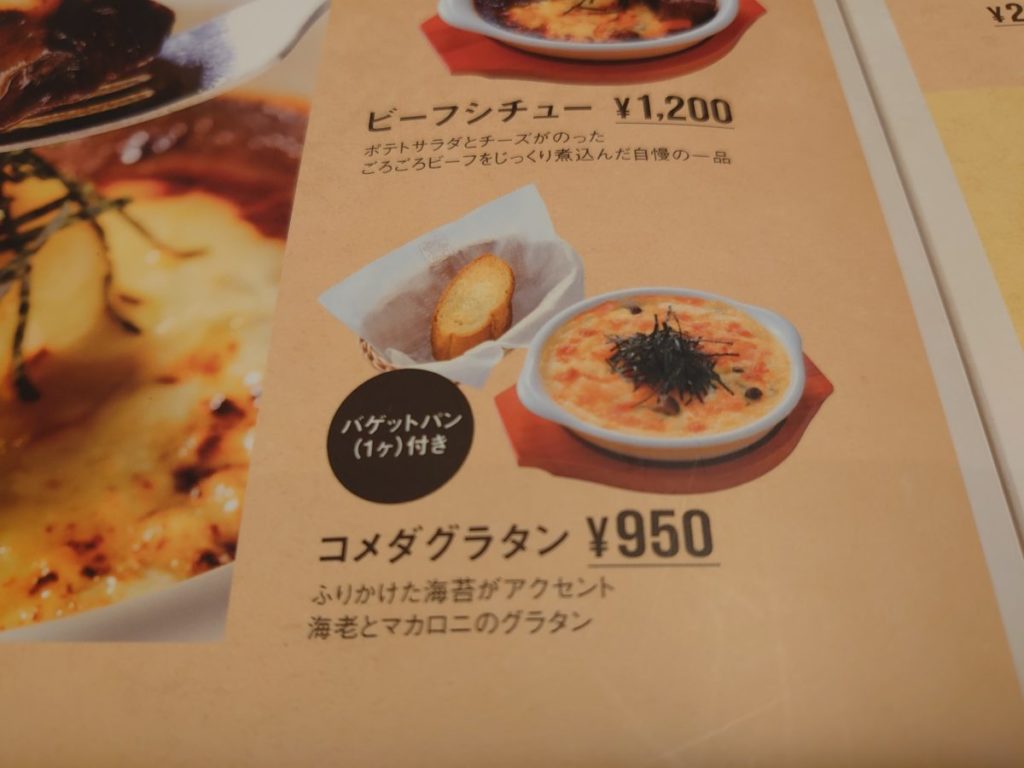 ¥2
ビーフシチュー ¥1,200
ポテトサラダとチーズがのった
ごろごろビーフをじっくり煮込んだ自慢の一品
バゲットパン
(1ヶ)付き
コメダグラタン ¥950
ふりかけた海苔がアクセント
海老とマカロニのグラタン